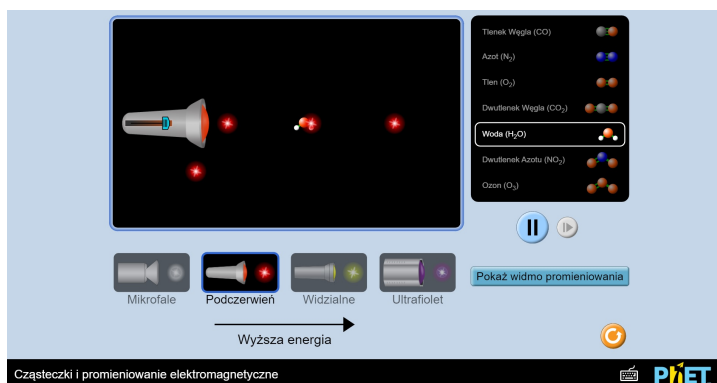 Tlenek Węgla (CO)
Azot (N₂)
Tlen (O₂)
Dwutlenek Węgla (CO₂)
Woda (H₂O)
Dwutlenek Azotu (NO₂)
Ozon (O₃)
Mikrofale
Podczerwień
Widzialne
Ultrafiolet
Pokaż widmo promieniowania
Wyższa energia
Cząsteczki i promieniowanie elektromagnetyczne
PhET